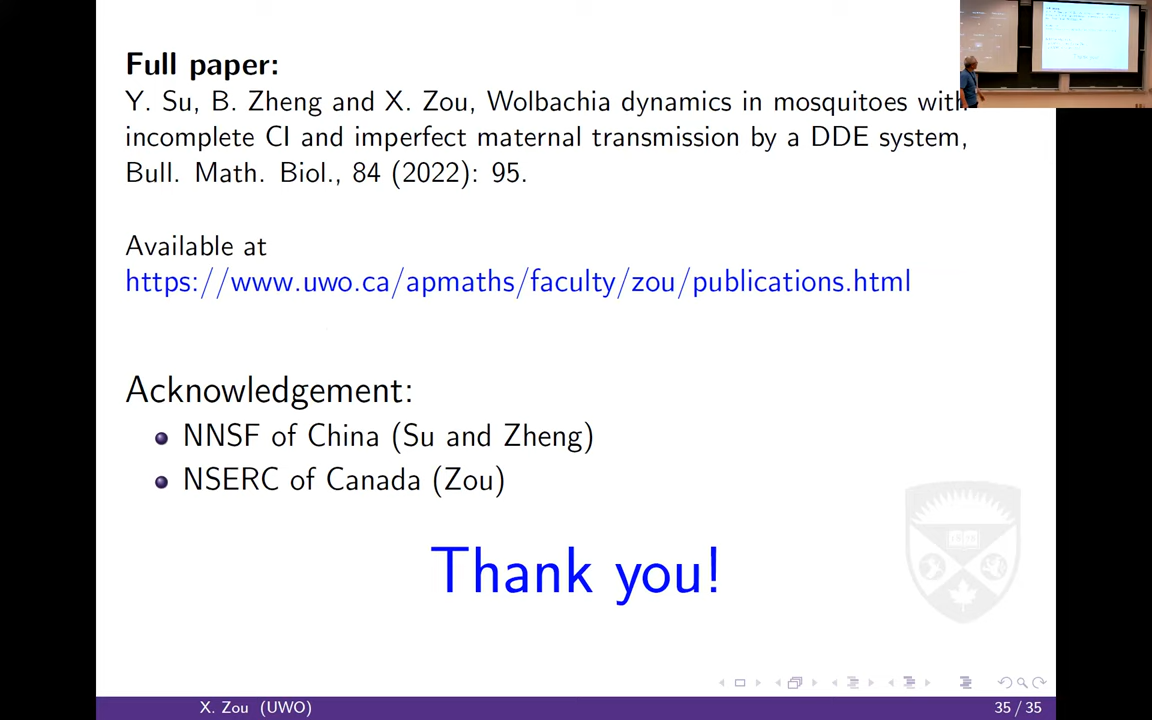 Full paper:
Y. Su, B. Zheng and X. Zou, Wolbachia dynamics in mosquitoes with
incomplete CI and imperfect maternal transmission by a DDE system,
Bull. Math. Biol., 84 (2022): 95.
Available at
https://www.uwo.ca/apmaths/faculty/zou/publications.html
Acknowledgement:
NNSF of China (Su and Zheng)
NSERC of Canada (Zou)
Thank you!
X. Zou (UWO)
35 / 35